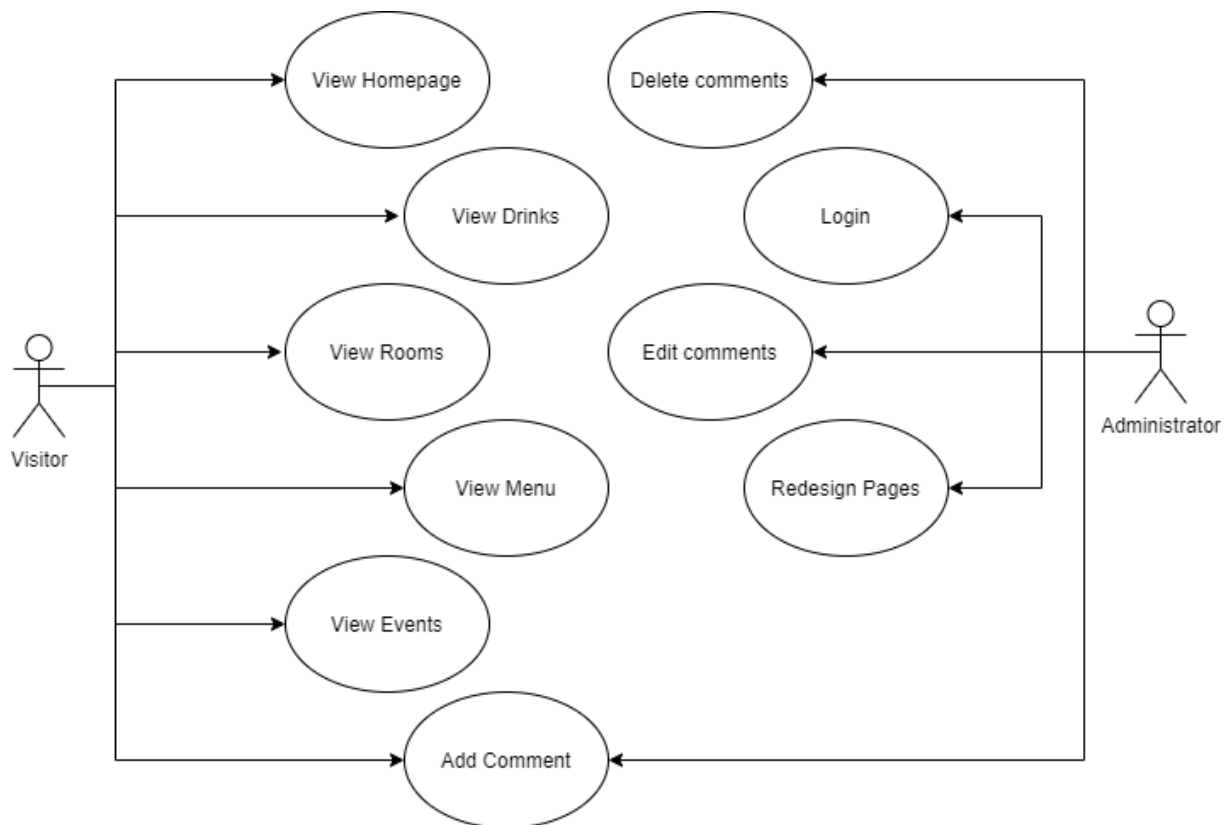 View Homepage
Delete comments
View Drinks
Login
View Rooms
Edit comments
Administrator
Visitor
View Menu
Redesign Pages
View Events
Add Comment